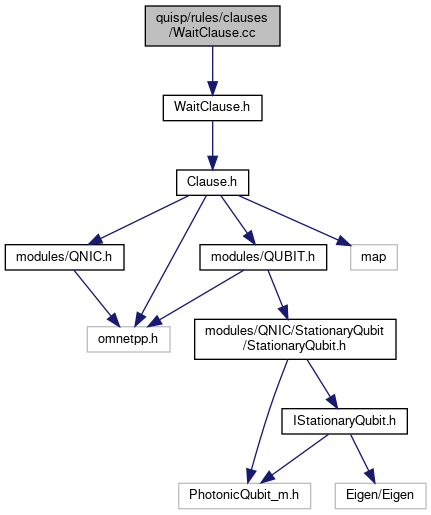 quisp/rules/clauses
/WaitClause.cc
WaitClause.h
Clause.h
modules/QNIC.h
modules/QUBIT.h
map
omnetpp.h
modules/QNIC/StationaryQubit
/StationaryQubit.h
IStationaryQubit.h
PhotonicQubit_m.h
Eigen/Eigen